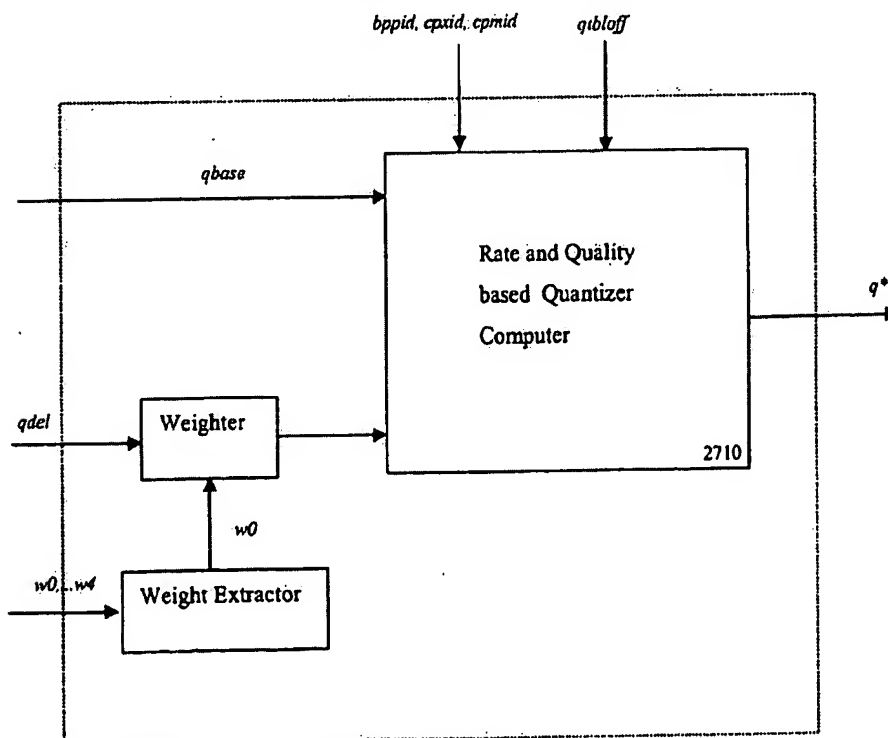 bppid, cpxid, cpmid
qtbloff
qbase
Rate and Quality
based Quantizer
Computer
q*
qdel
Weighter
2710
w0
w0,..w4
Weight Extractor